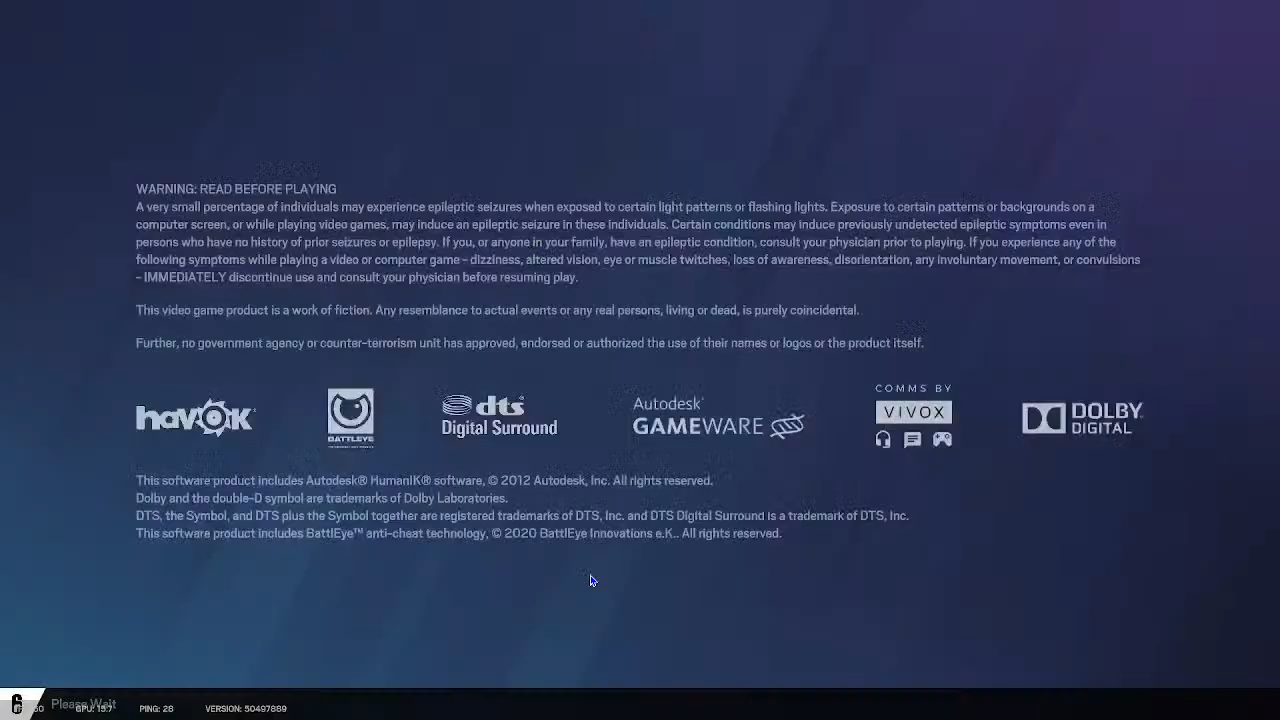 WARNING: READ BEFORE PLAYING
A very small percentage of individuals may experience epileptic seizures when exposed to certain light patterns or flashing lights. Exposure to certain patterns or backgrounds on a
computer screen, or while playing video games, may induce an epileptic seizure in these individuals. Certain conditions may induce previously undetected epileptic symptoms even in
persons who have no history of prior seizures or epilepsy. If you, or anyone in your family, have an epileptic condition, consult your physician prior to playing. If you experience any of the
following symptoms while playing a video or computer game - dizziness, altered vision, eye or muscle twitches, loss of awareness, disorientation, any involuntary movement, or convulsions
- IMMEDIATELY discontinue use and consult your physician before resuming play.
This video game product is a work of fiction. Any resemblance to actual events or any real persons, living or dead, is purely coincidental.
Further, no government agency or counter-terrorism unit has approved, endorsed or authorized the use of their names or logos or the product itself.
havok
BATTLEYE
dts
Digital Surround
Autodesk®
GAMEWARE
COMMS BY
VIVOX
DOLBY
DIGITAL
This software product includes Autodesk® HumanIK® software, © 2012 Autodesk, Inc. All rights reserved.
Dolby and the double-D symbol are trademarks of Dolby Laboratories.
DTS, the Symbol, and DTS plus the Symbol together are registered trademarks of DTS, Inc. and DTS Digital Surround is a trademark of DTS, Inc.
This software product includes BattlEye™ anti-cheat technology, © 2020 BattlEye Innovations e.K.. All rights reserved.
6 Please Wait
GPU: 15.7 PING: 28 VERSION: 50497889